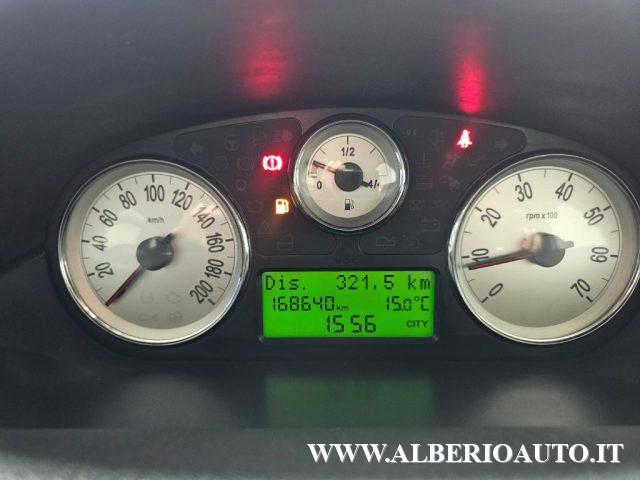 1/2
0 4/4
20 40 60 80 100 120 140 160 180 200
km/h
0 10 20 30 40 50 60 70
rpm x 100
Dis. 321.5 km
168640 km 15.0°C
15 56 CITY
WWW.ALBERIOAUTO.IT